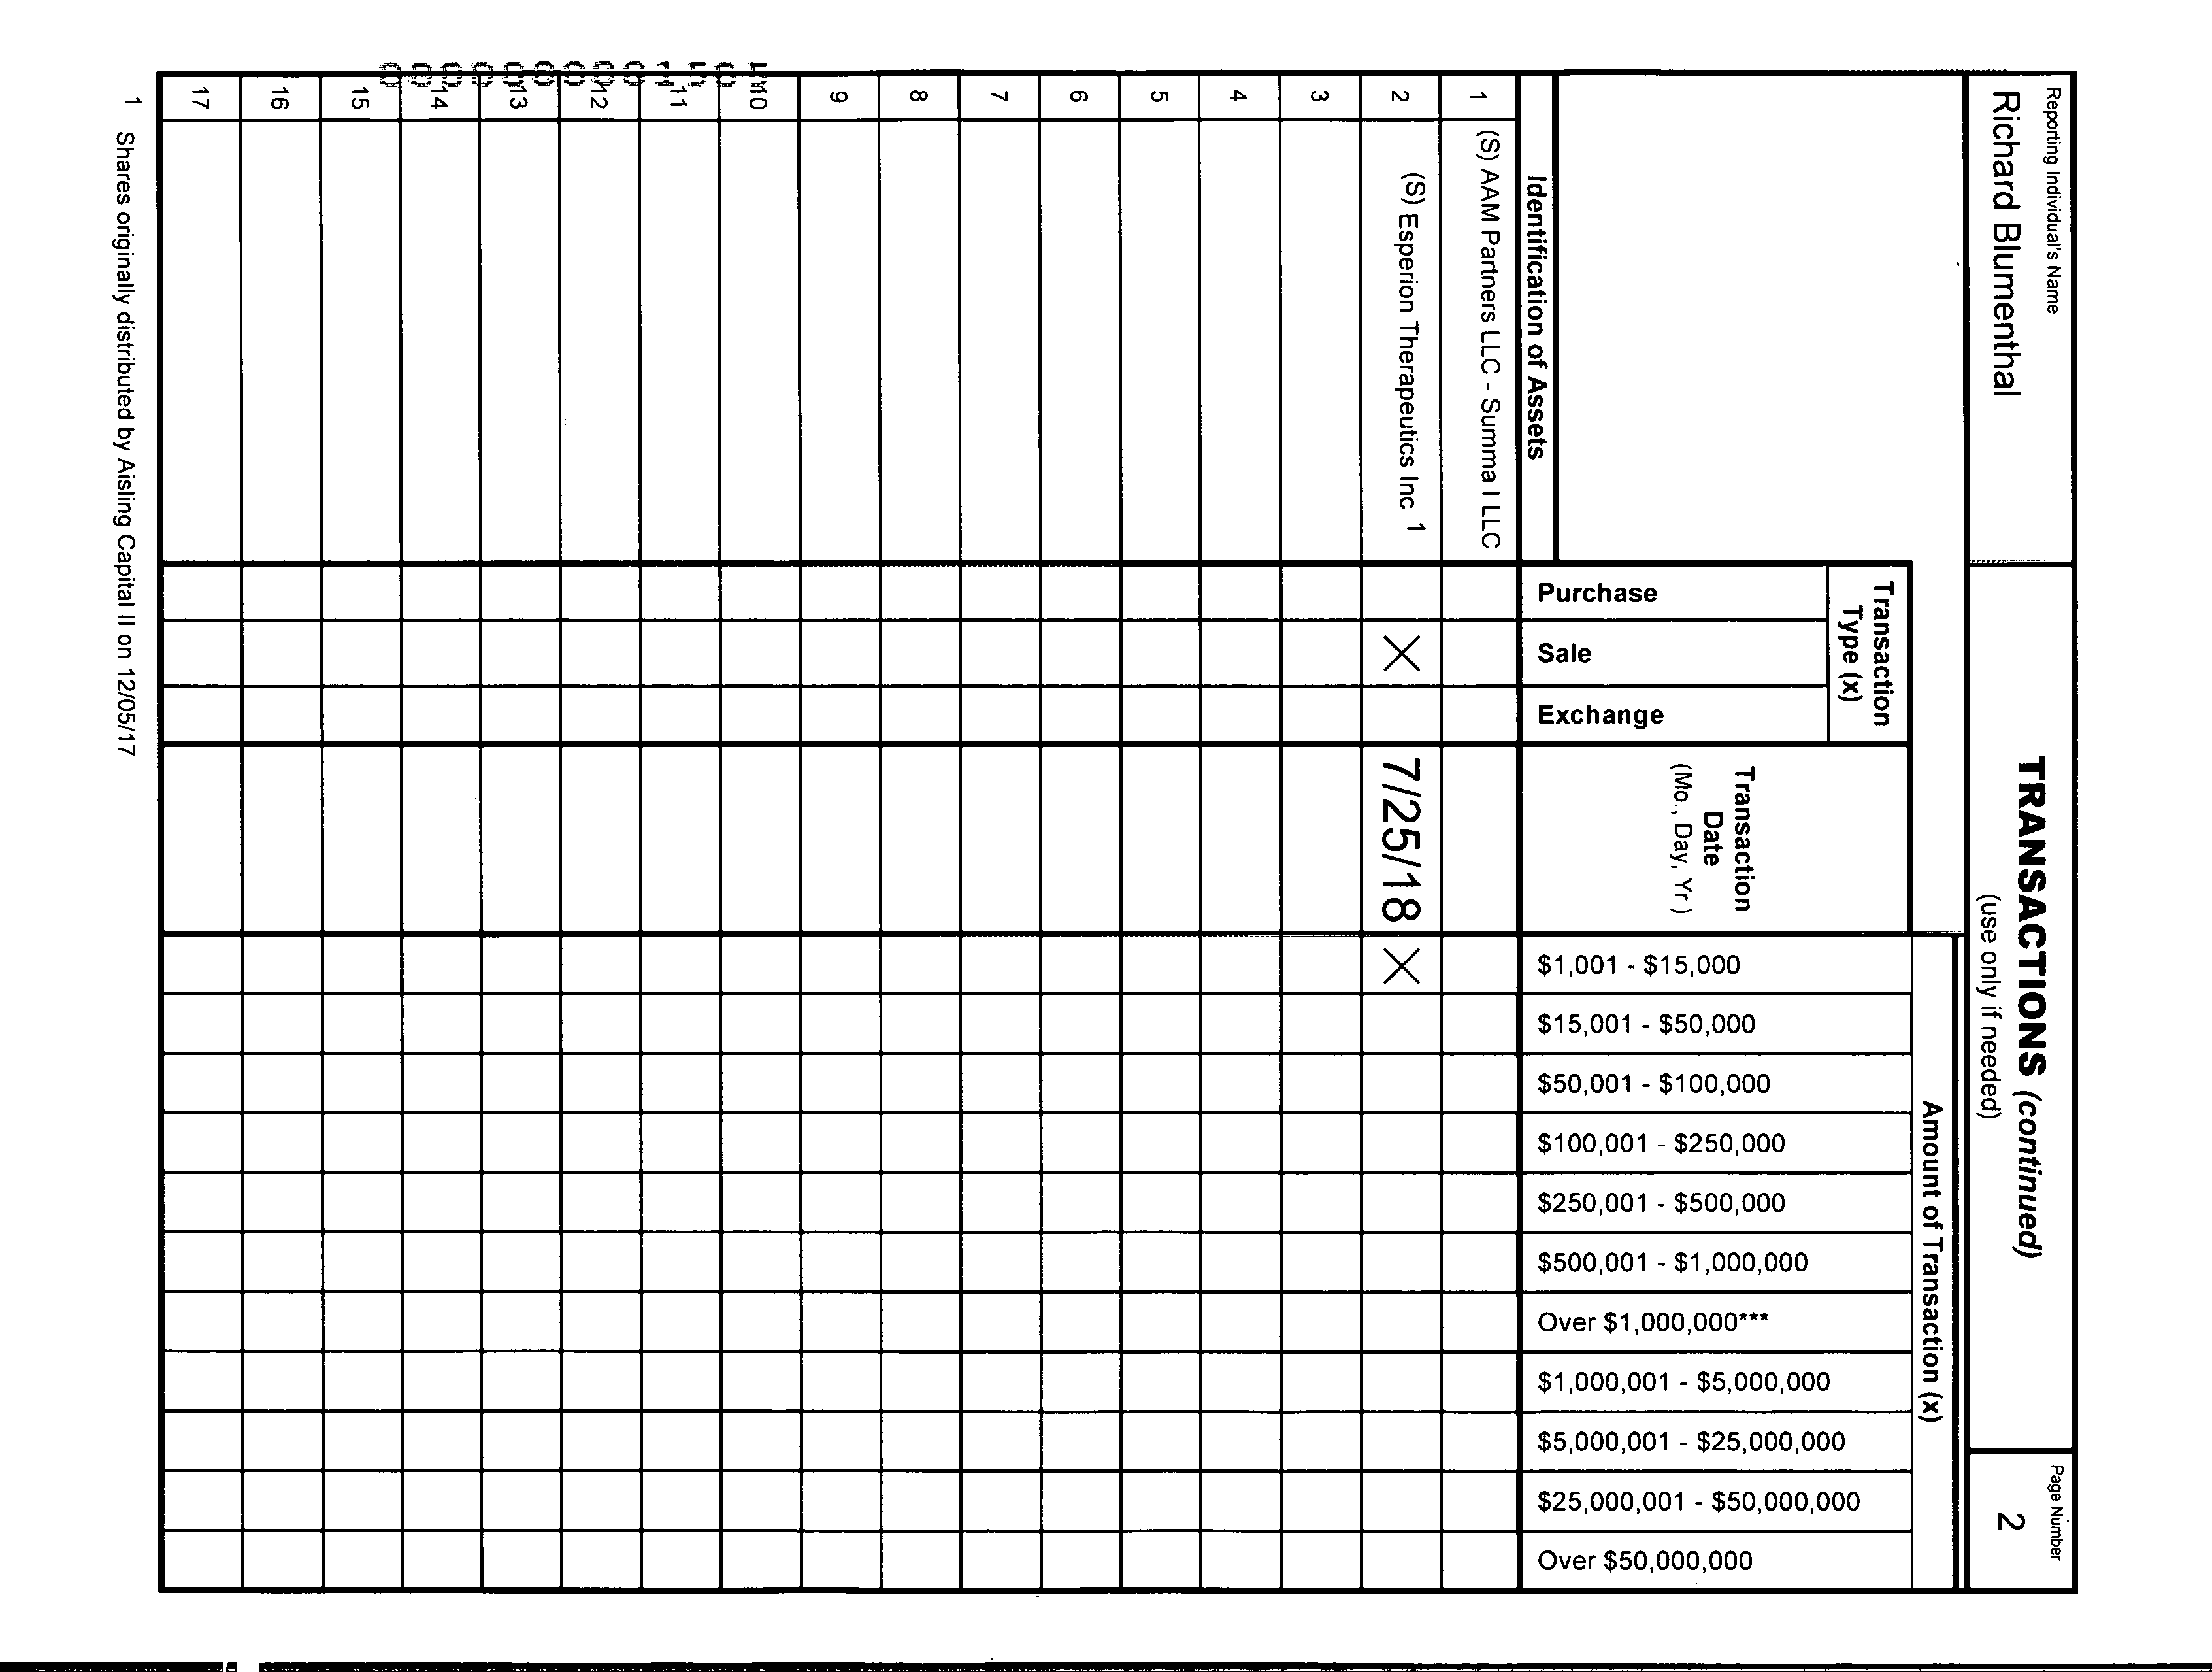 Reporting Individual's Name
Richard Blumenthal
TRANSACTIONS (continued)
(use only if needed)
Page Number
2
Transaction
Type (x)
Amount of Transaction (x)
Identification of Assets
Purchase
Sale
Exchange
Transaction
Date
(Mo., Day, Yr )
$1,001 - $15,000
$15,001 - $50,000
$50,001 - $100,000
$100,001 - $250,000
$250,001 - $500,000
$500,001 - $1,000,000
Over $1,000,000***
$1,000,001 - $5,000,000
$5,000,001 - $25,000,000
$25,000,001 - $50,000,000
Over $50,000,000
1 (S) AAM Partners LLC - Summa I LLC
2 (S) Esperion Therapeutics Inc 1 X 7/25/18 X
3
4
5
6
7
8
9
10
11
12
13
14
15
16
17
1 Shares originally distributed by Aisling Capital II on 12/05/17